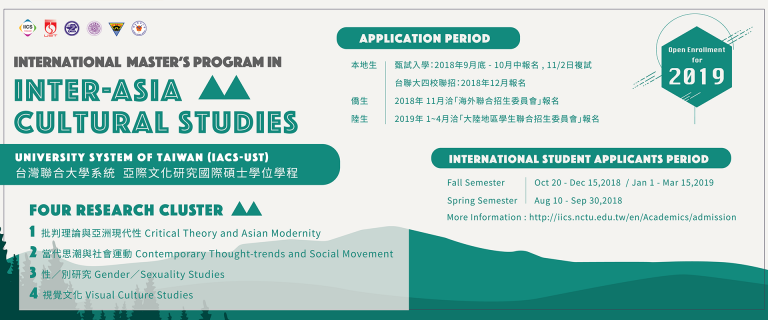 IICS
UST
INTERNATIONAL MASTER'S PROGRAM IN
INTER-ASIA
CULTURAL STUDIES
UNIVERSITY SYSTEM OF TAIWAN (IACS-UST)
台灣聯合大學系統 亞際文化研究國際碩士學位學程
FOUR RESEARCH CLUSTER
1 批判理論與亞洲現代性 Critical Theory and Asian Modernity
2 當代思潮與社會運動 Contemporary Thought-trends and Social Movement
3 性／別研究 Gender／Sexuality Studies
4 視覺文化 Visual Culture Studies
APPLICATION PERIOD
本地生 甄試入學：2018年9月底 - 10月中報名 , 11/2日複試
台聯大四校聯招：2018年12月報名
僑生 2018年 11月洽「海外聯合招生委員會」報名
陸生 2019年 1~4月洽「大陸地區學生聯合招生委員會」報名
Open Enrollment
for
2019
INTERNATIONAL STUDENT APPLICANTS PERIOD
Fall Semester Oct 20 - Dec 15,2018 / Jan 1 - Mar 15,2019
Spring Semester Aug 10 - Sep 30,2018
More Information : http://iics.nctu.edu.tw/en/Academics/admission